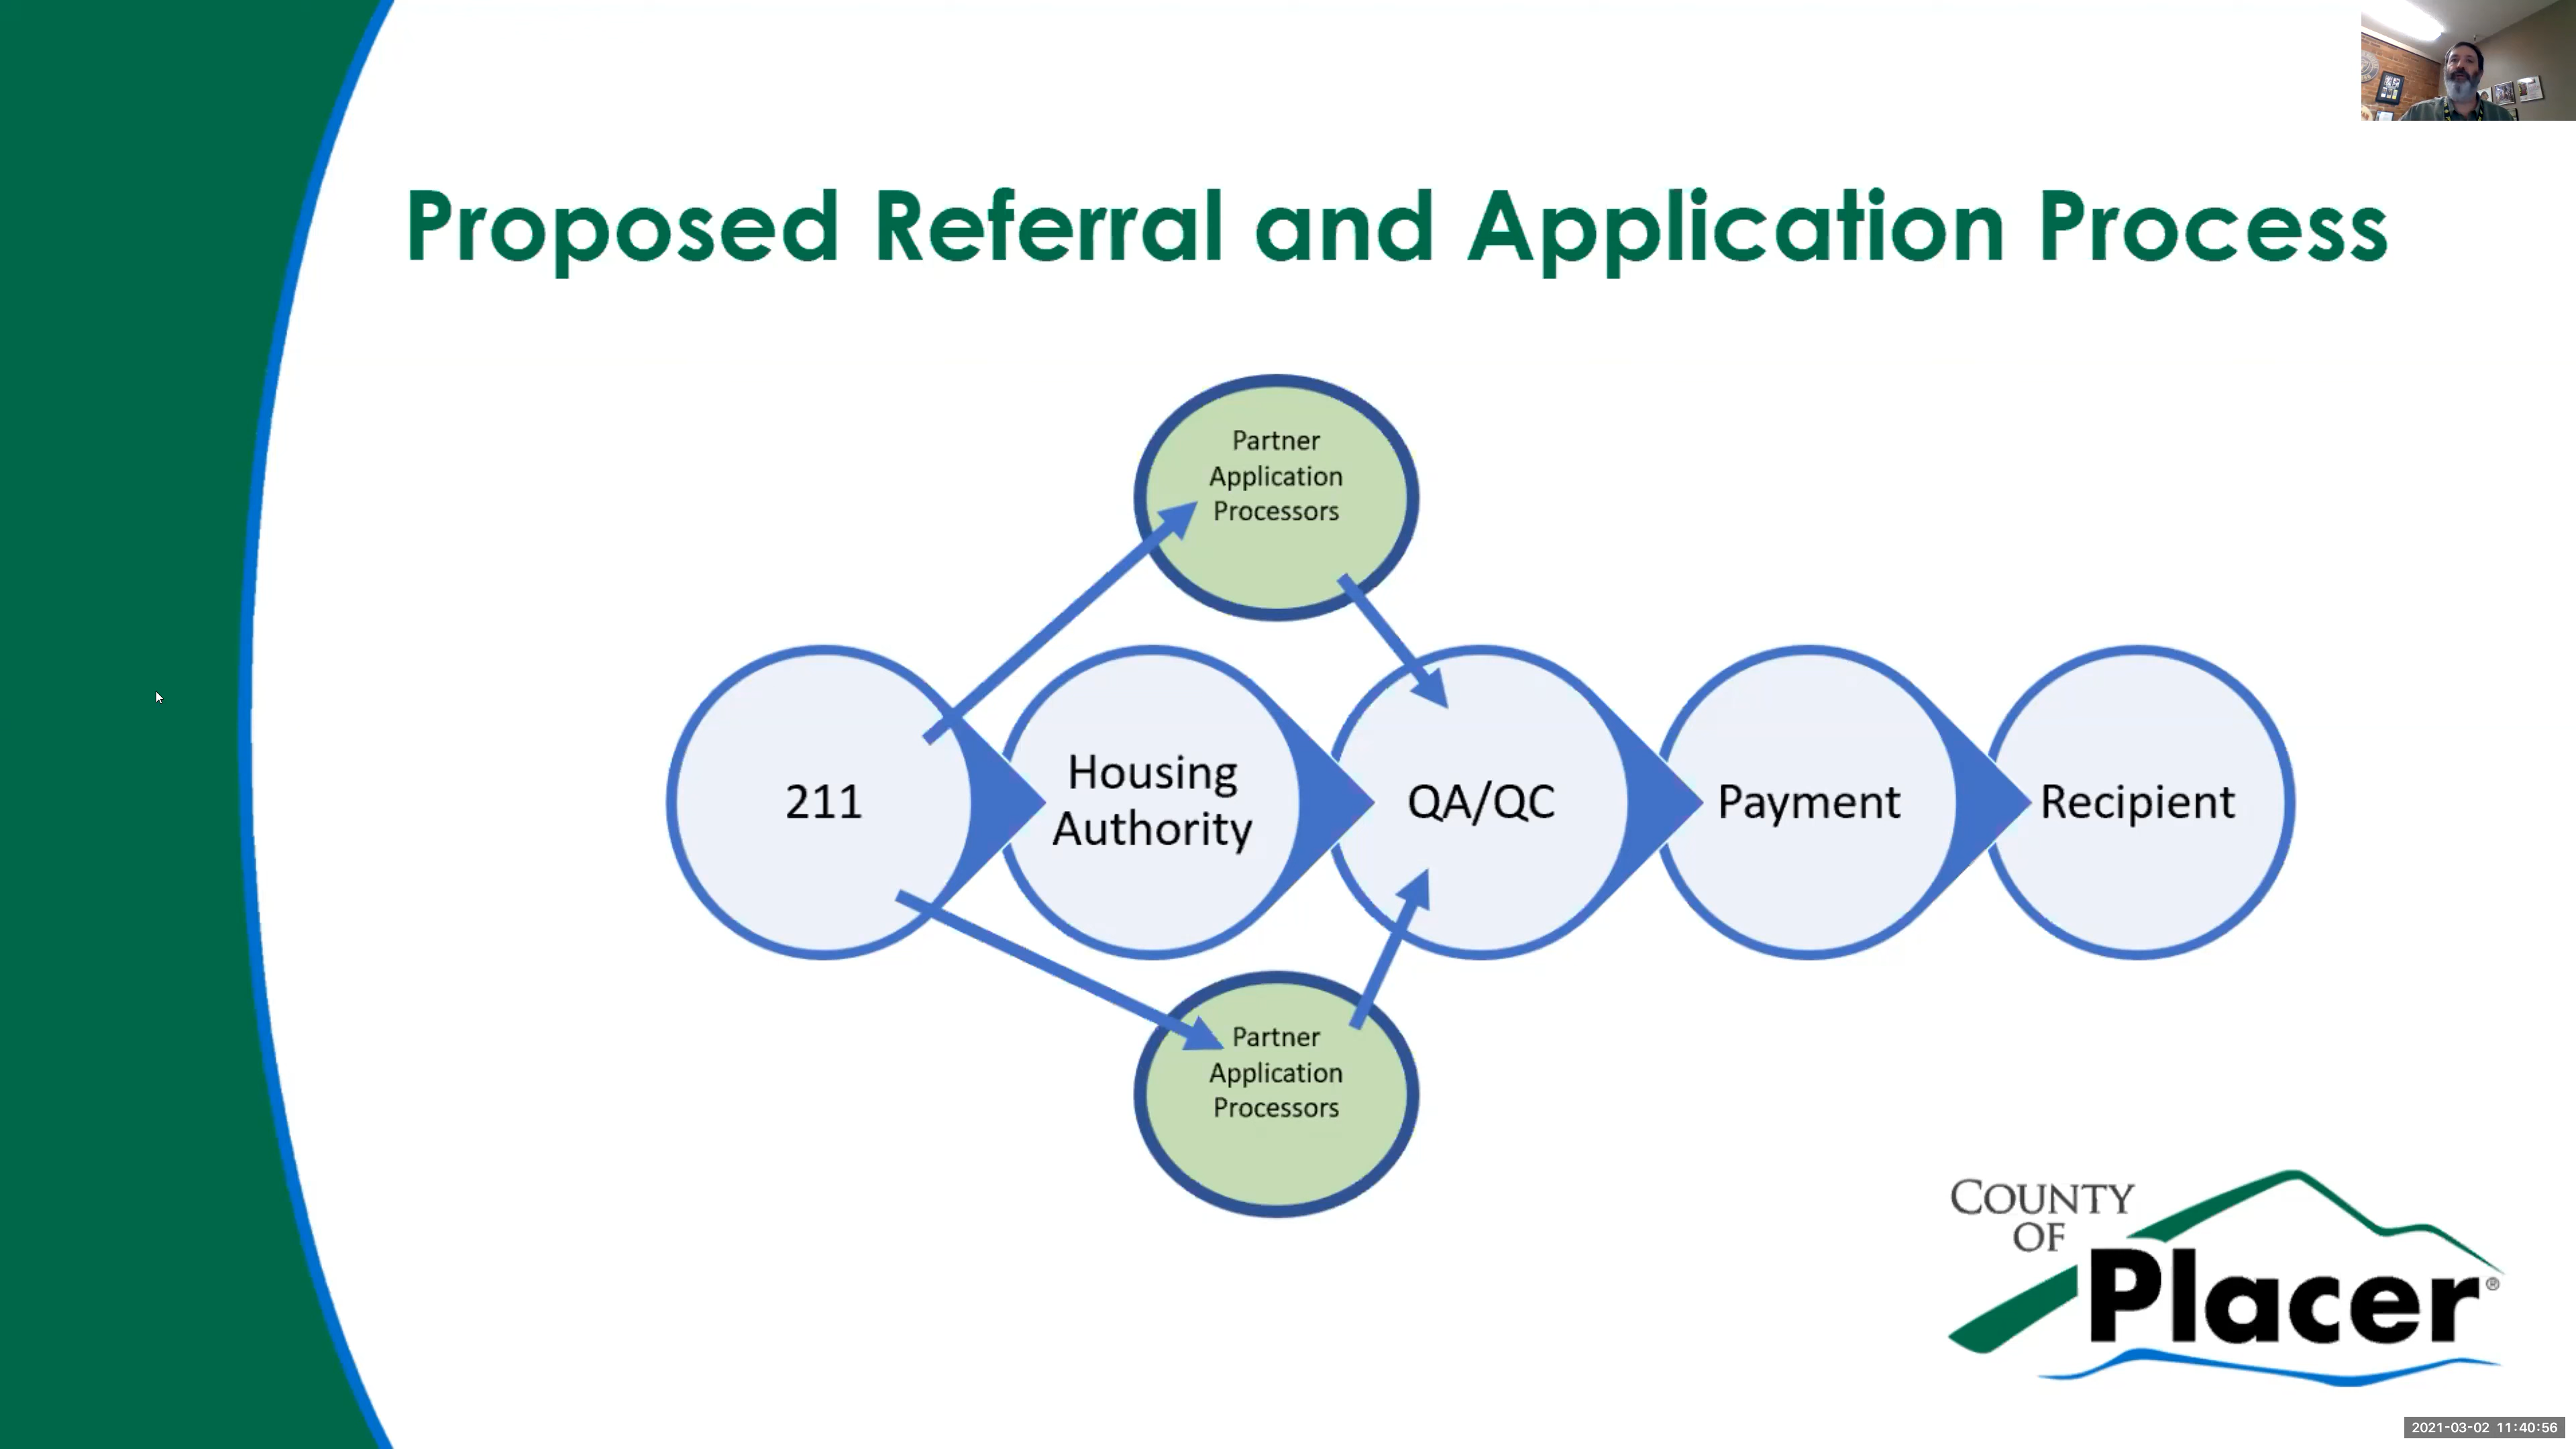 Proposed Referral and Application Process
Partner
Application
Processors
211
Housing
Authority
QA/QC
Payment
Recipient
Partner
Application
Processors
COUNTY
OF
Placer®
2021-03-02 11:40:56